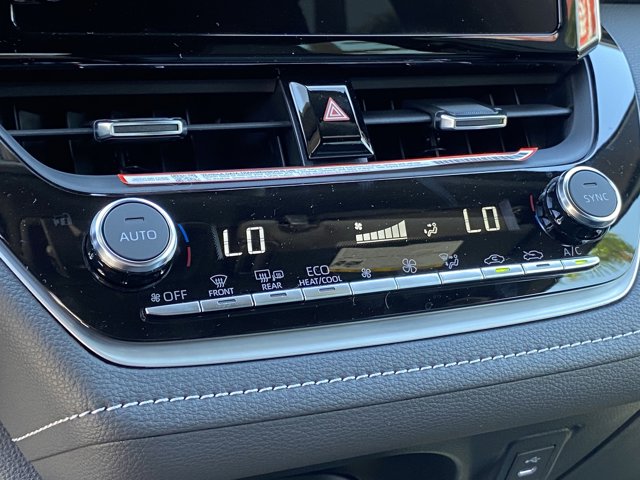 AUTO
LO
LO
SYNC
OFF
FRONT
REAR
ECO
HEAT/COOL
A/C